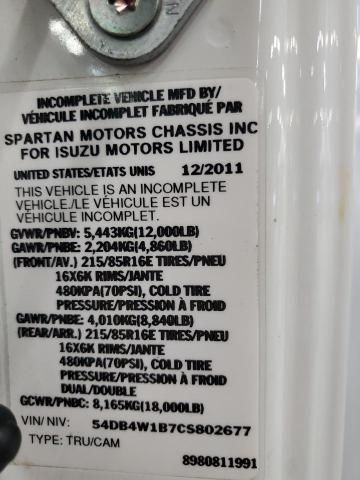 INCOMPLETE VEHICLE MFD BY/
VÉHICULE INCOMPLET FABRIQUÉ PAR
SPARTAN MOTORS CHASSIS INC
FOR ISUZU MOTORS LIMITED
UNITED STATES/ETATS UNIS 12/2011
THIS VEHICLE IS AN INCOMPLETE
VEHICLE./LE VÉHICULE EST UN
VÉHICULE INCOMPLET.
GVWR/PNBV: 5,443KG(12,000LB)
GAWR/PNBE: 2,204KG(4,860LB)
(FRONT/AV.) 215/85R16E TIRES/PNEU
16X6K RIMS/JANTE
480KPA(70PSI), COLD TIRE
PRESSURE/PRESSION À FROID
GAWR/PNBE: 4,010KG(8,840LB)
(REAR/ARR.) 215/85R16E TIRES/PNEU
16X6K RIMS/JANTE
480KPA(70PSI), COLD TIRE
PRESSURE/PRESSION À FROID
DUAL/DOUBLE
GCWR/PNBC: 8,165KG(18,000LB)
VIN/NIV: 54DB4W1B7CS802677
TYPE: TRU/CAM
8980811991